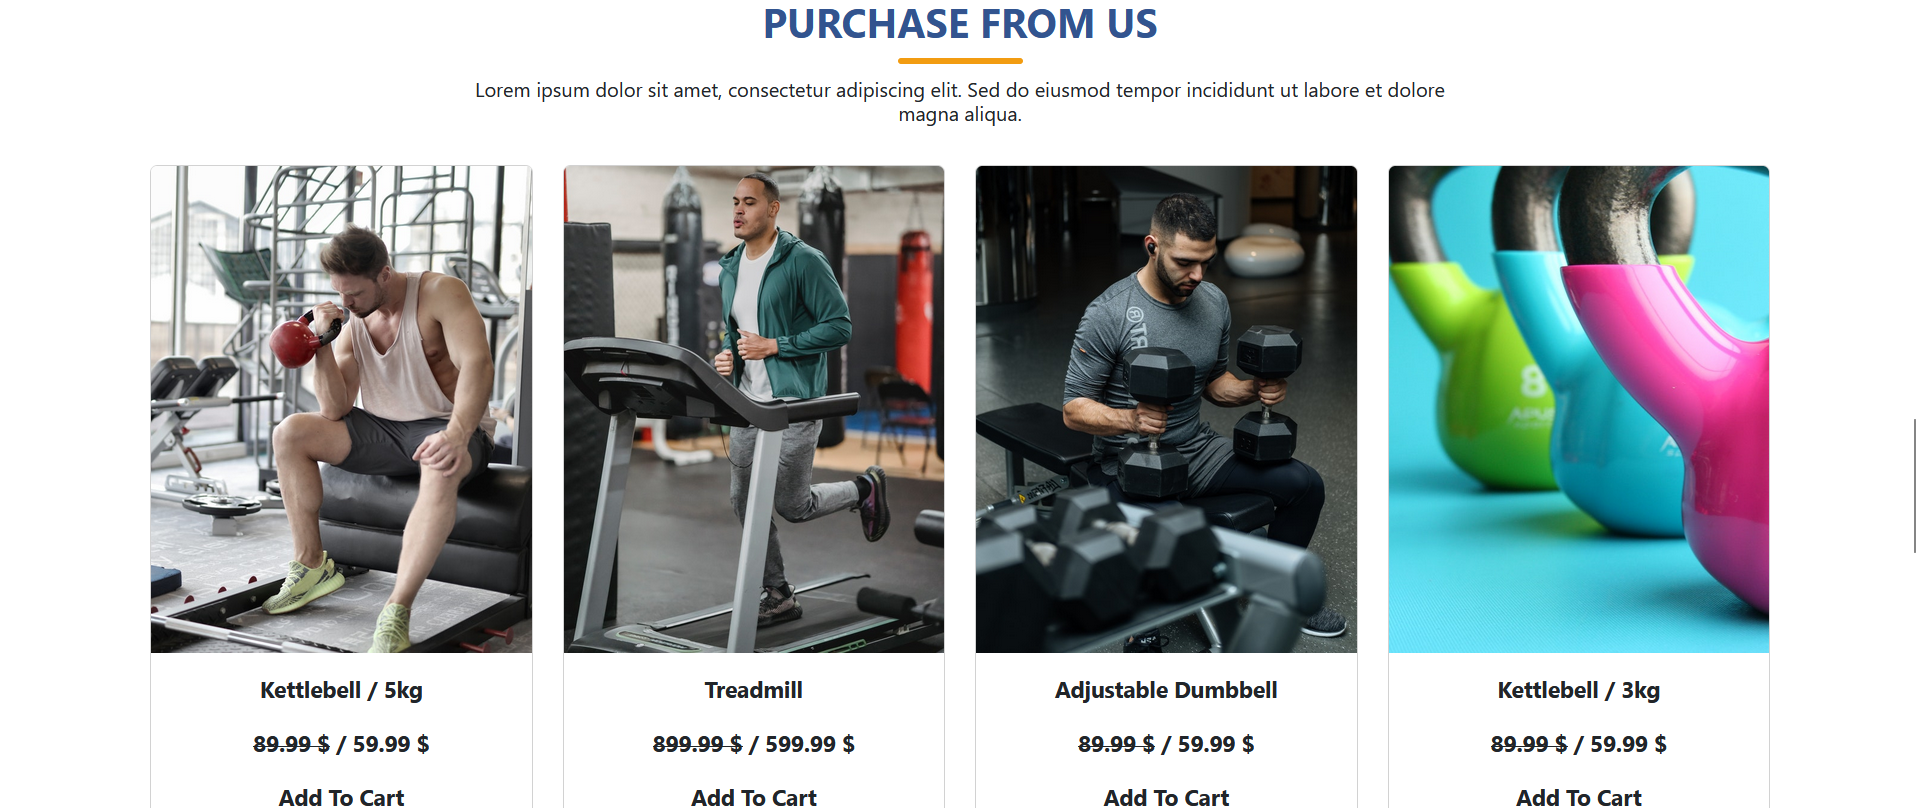 PURCHASE FROM US
Lorem ipsum dolor sit amet, consectetur adipiscing elit. Sed do eiusmod tempor incididunt ut labore et dolore
magna aliqua.
8
Kettlebell / 5kg
Treadmill
Adjustable Dumbbell
Kettlebell / 3kg
89.99 $ / 59.99 $
899.99 $ / 599.99 $
89.99 $ / 59.99 $
89.99 $ / 59.99 $
Add To Cart
Add To Cart
Add To Cart
Add To Cart